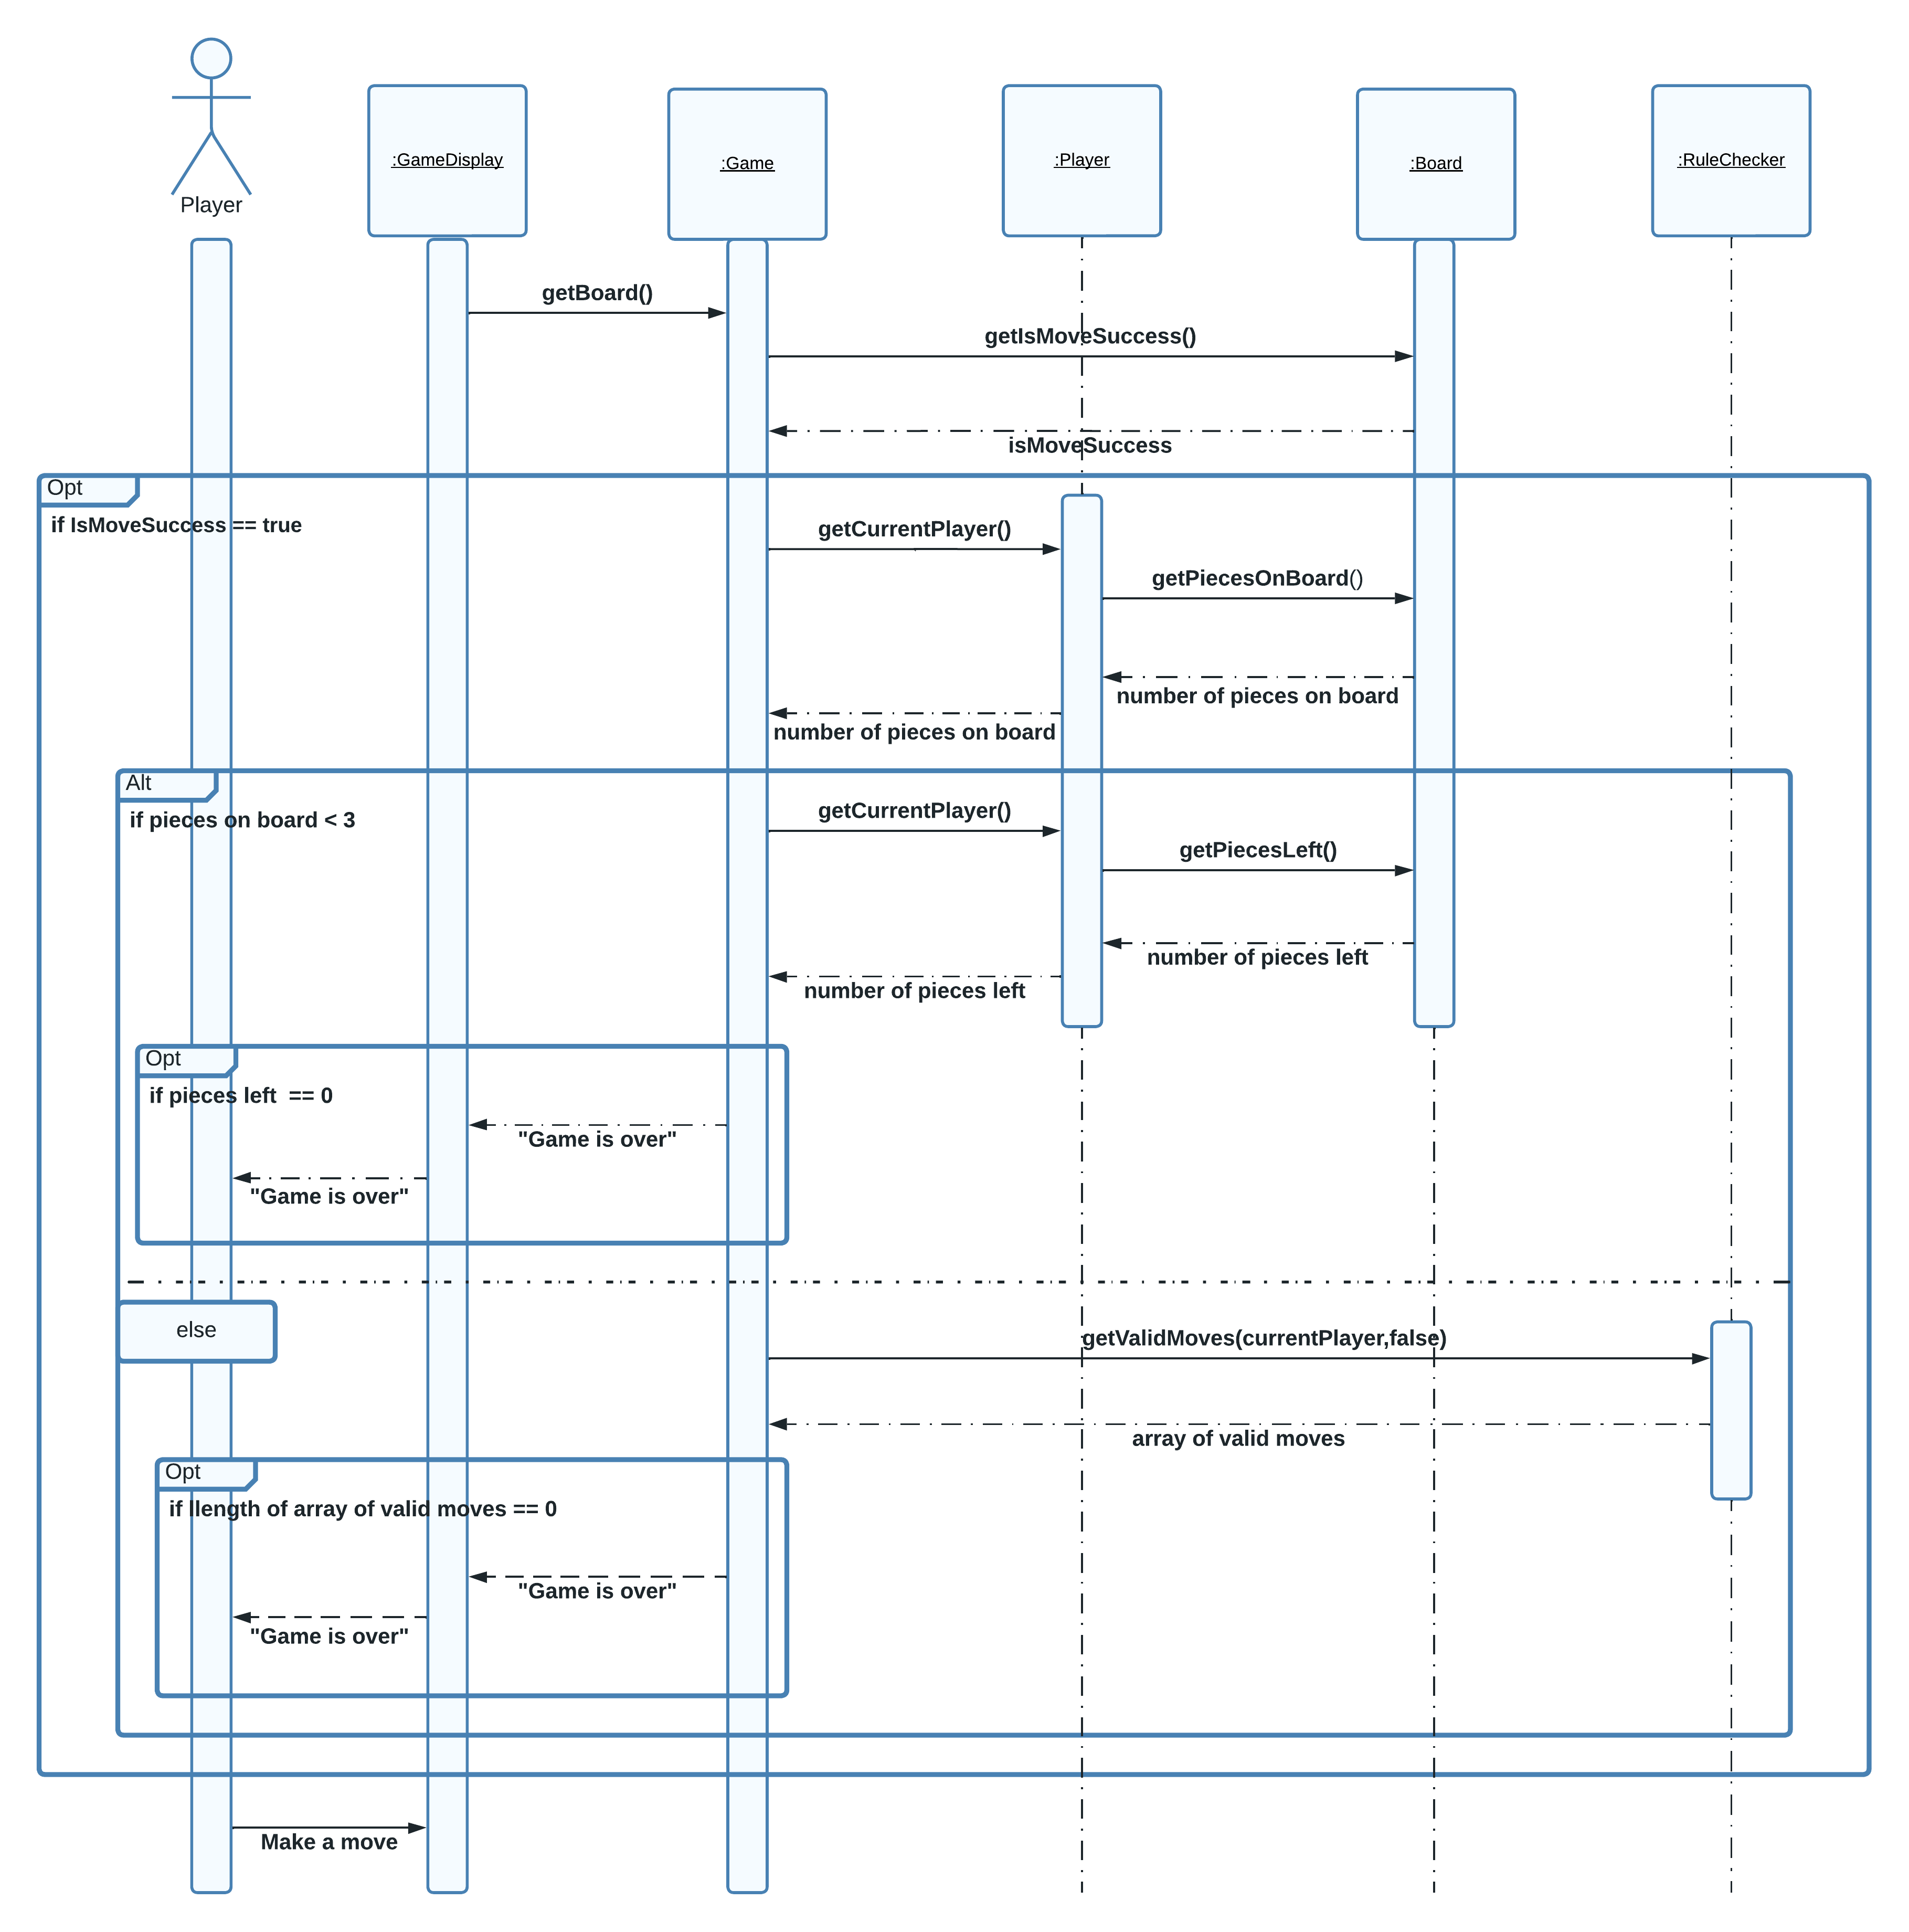 Player
:GameDisplay
:Game
:Player
:Board
:RuleChecker
getBoard()
getIsMoveSuccess()
isMoveSuccess
Opt
if IsMoveSuccess == true
getCurrentPlayer()
getPiecesOnBoard()
number of pieces on board
number of pieces on board
Alt
if pieces on board < 3
getCurrentPlayer()
getPiecesLeft()
number of pieces left
number of pieces left
Opt
if pieces left  == 0
"Game is over"
"Game is over"
else
getValidMoves(currentPlayer,false)
array of valid moves
Opt
if llength of array of valid moves == 0
"Game is over"
"Game is over"
Make a move